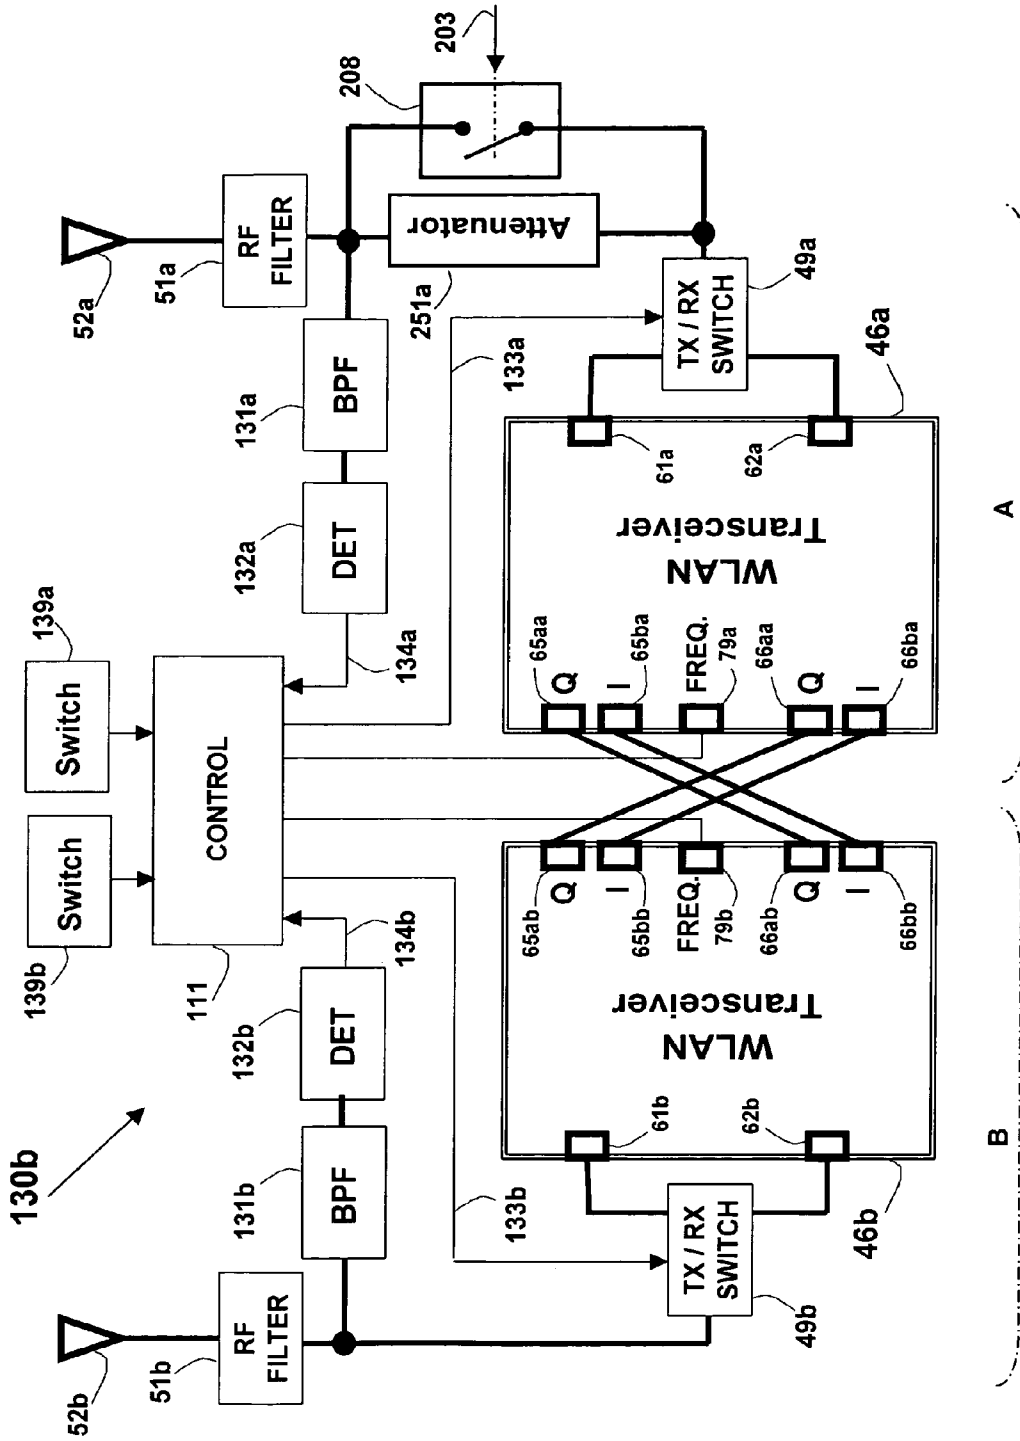 130b
52b
51b
RF
FILTER
131b
BPF
132b
DET
134b
133b
139b
Switch
139a
Switch
111
CONTROL
134a
133a
132a
DET
131a
BPF
52a
51a
RF
FILTER
251a
Attenuator
208
203
49b
TX / RX
SWITCH
46b
61b
62b
WLAN
Transceiver
65ab
Q
65bb
I
FREQ.
79b
66ab
Q
66bb
I
65aa
Q
65ba
I
FREQ.
79a
66aa
Q
66ba
I
WLAN
Transceiver
61a
62a
46a
TX / RX
SWITCH
49a
B
A